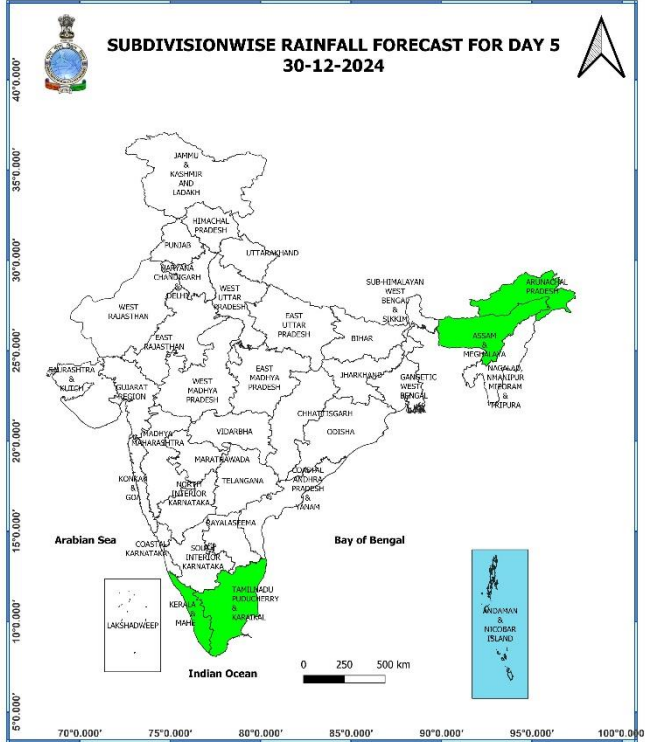 SUBDIVISIONWISE RAINFALL FORECAST FOR DAY 5
30-12-2024
40°0.000'
35°0.000'
30°0.000'
25°0.000'
20°0.000'
15°0.000'
10°0.000'
5°0.000'
JAMMU
&
KASHMIR
AND
LADAKH
HIMACHAL
PRADESH
PUNJAB
UTTARAKHAND
HARYANA
CHANDIGARH
&
DELHI
WEST
UTTAR
PRADESH
WEST
RAJASTHAN
EAST
RAJASTHAN
EAST
UTTAR
PRADESH
BIHAR
SUB-HIMALAYAN
WEST
BENGAL
&
SIKKIM
ARUNACHAL
PRADESH
ASSAM
&
MEGHALAYA
NAGALAD
MANIPUR
MIZORAM
&
TRIPURA
SAURASHTRA
&
KUTCH
GUJARAT
REGION
WEST
MADHYA
PRADESH
EAST
MADHYA
PRADESH
JHARKHAND
GANGETIC
WEST
BENGAL
CHHATTISGARH
ODISHA
MADHYA
MAHARASHTRA
VIDARBHA
MARATHWADA
TELANGANA
KONKAN
&
GOA
NORTH
INTERIOR
KARNATAKA
COASTAL
ANDHRA
PRADESH
&
YANAM
RAYALASEEMA
COASTAL
KARNATAKA
SOUTH
INTERIOR
KARNATAKA
Arabian Sea
Bay of Bengal
LAKSHADWEEP
KERALA
&
MAHE
TAMILNADU
PUDUCHERRY
&
KARAIKAL
ANDAMAN
&
NICOBAR
ISLAND
Indian Ocean
0 250 500 km
70°0.000' 75°0.000' 80°0.000' 85°0.000' 90°0.000' 95°0.000' 100°0.000'